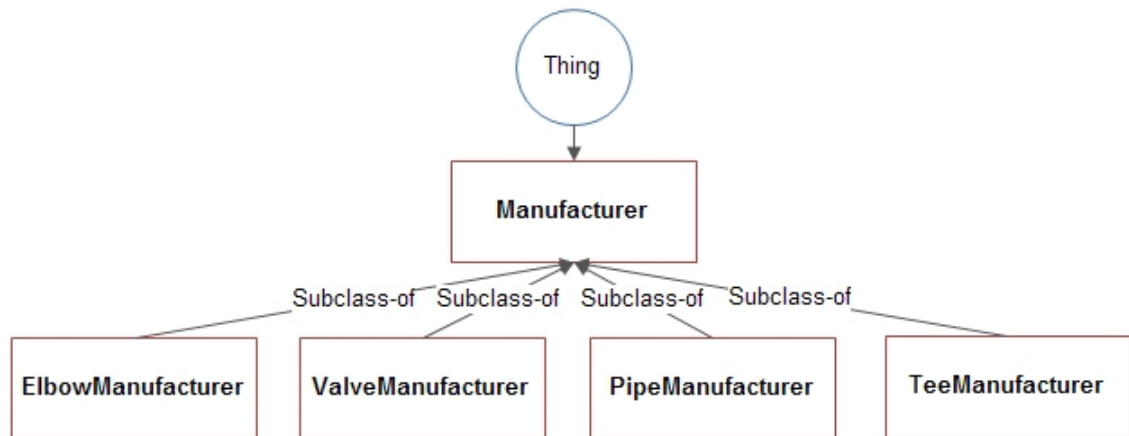 Thing
Manufacturer
Subclass-of Subclass-of Subclass-of Subclass-of
ElbowManufacturer ValveManufacturer PipeManufacturer TeeManufacturer